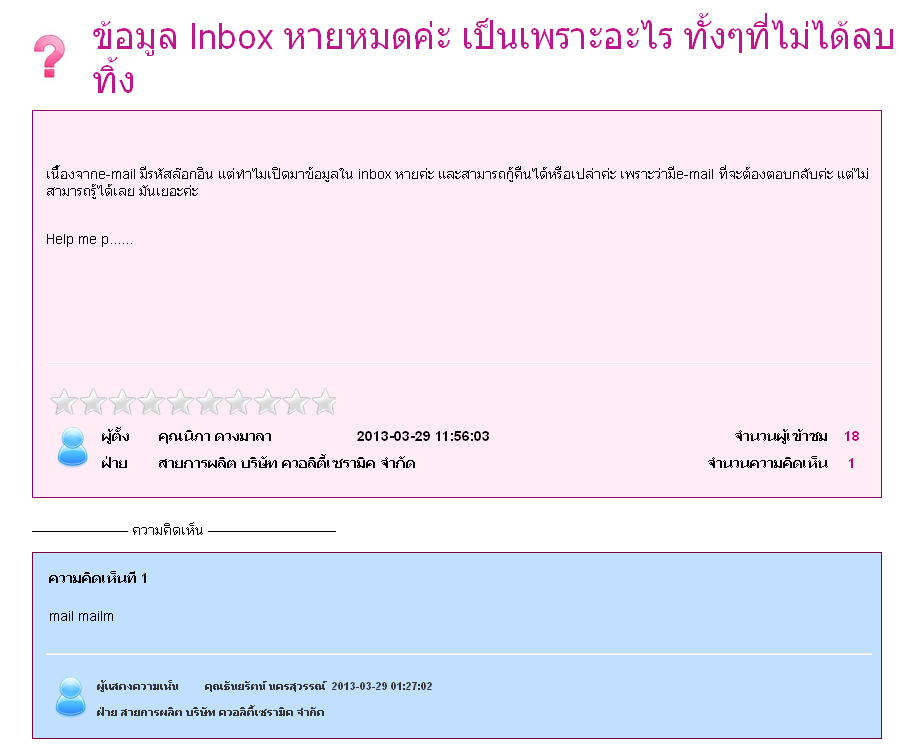 ข้อมูล Inbox หายหมดค่ะ เป็นเพราะอะไร ทั้งๆที่ไม่ได้ลบ
ทิ้ง
เนื่องจากe-mail มีรหัสล๊อกอิน แต่ทำไมเปิดมาข้อมูลใน inbox หายค่ะ และสามารถกู้คืนได้หรือเปล่าค่ะ เพราะว่ามีe-mail ที่จะต้องตอบกลับค่ะ แต่ไม่
สามารถรู้ได้เลย มันเยอะค่ะ
Help me p......
ผู้ตั้ง คุณนิภา ดวงมาลา 2013-03-29 11:56:03 จำนวนผู้เข้าชม 18
ฝ่าย สายการผลิต บริษัท ควอลิตี้เซรามิค จำกัด จำนวนความคิดเห็น 1
ความคิดเห็น
ความคิดเห็นที่ 1
mail mailm
ผู้แสดงความเห็น คุณธันยรัตน์ นครสุวรรณ์ 2013-03-29 01:27:02
ฝ่าย สายการผลิต บริษัท ควอลิตี้เซรามิค จำกัด